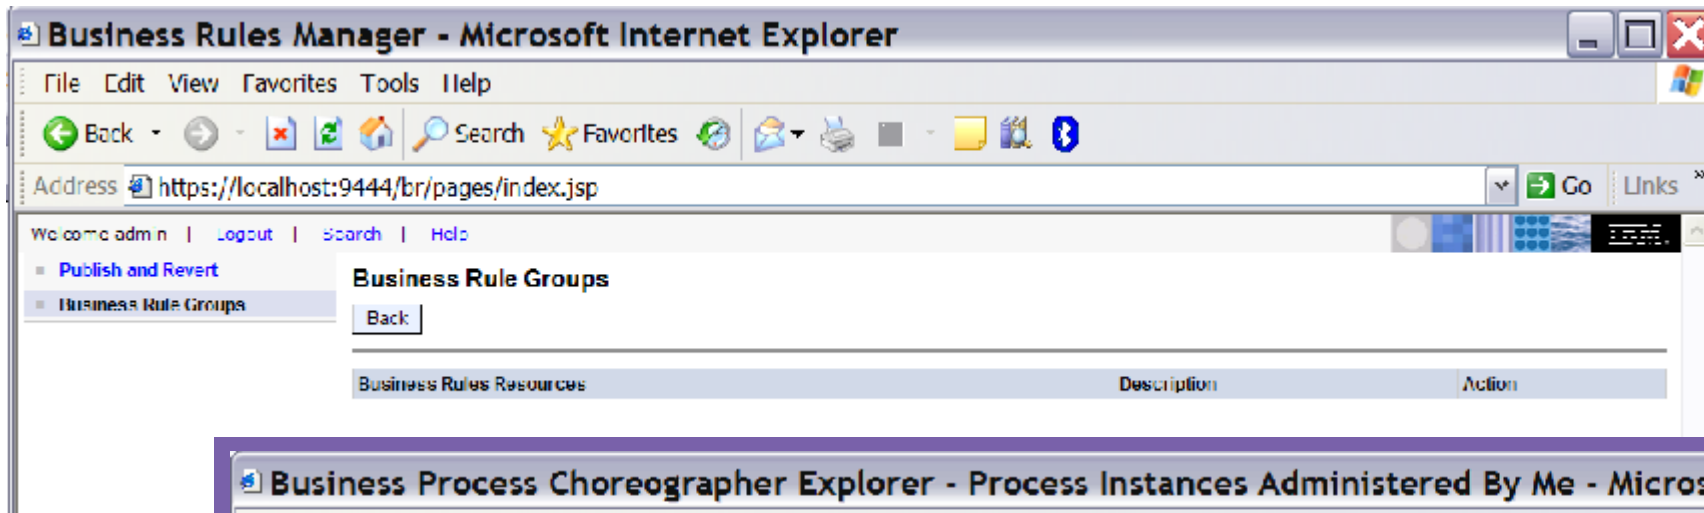 Business Rules Manager - Microsoft Internet Explorer
File Edit View Favorites Tools Help
Back Search Favorites
Address https://localhost:9444/br/pages/index.jsp Go Links »
Welcome admin | Logout | Search | Help IBM.
Publish and Revert
Business Rule Groups
Business Rule Groups
Back
Business Rules Resources Description Action
Business Process Choreographer Explorer - Process Instances Administered By Me - Micros